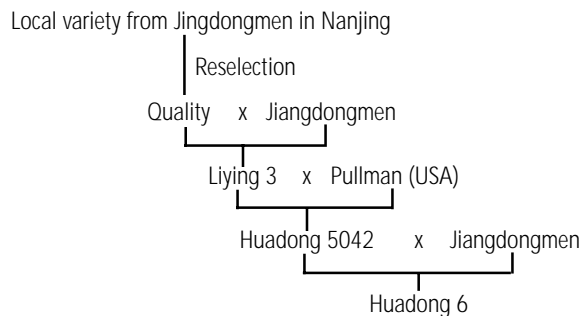 Local variety from Jingdongmen in Nanjing
Reselection
Quality x Jiangdongmen
Liying 3 x Pullman (USA)
Huadong 5042 x Jiangdongmen
Huadong 6